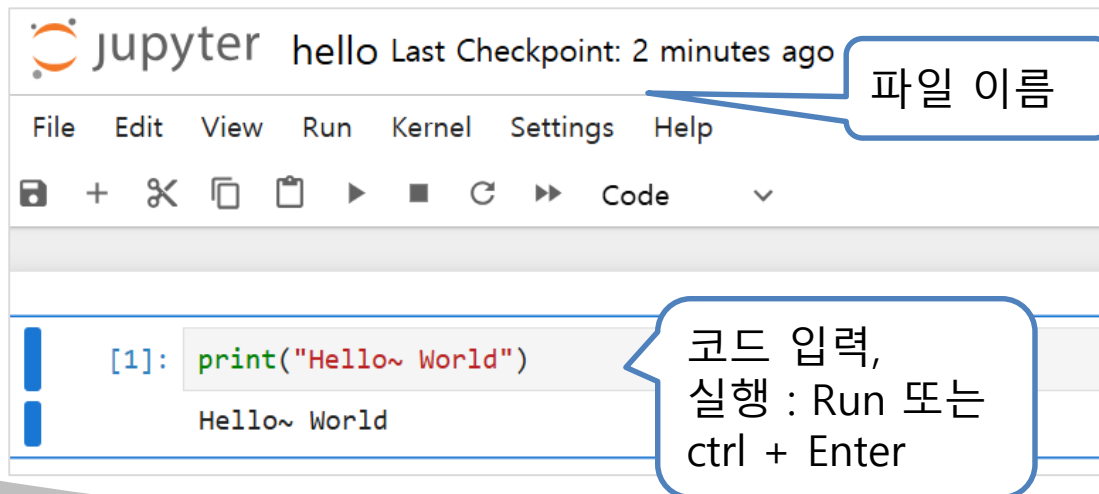 jupyter hello Last Checkpoint: 2 minutes ago
파일 이름
File Edit View Run Kernel Settings Help
Code
[1]: print("Hello~ World")
Hello~ World
코드 입력,
실행 : Run 또는
ctrl + Enter